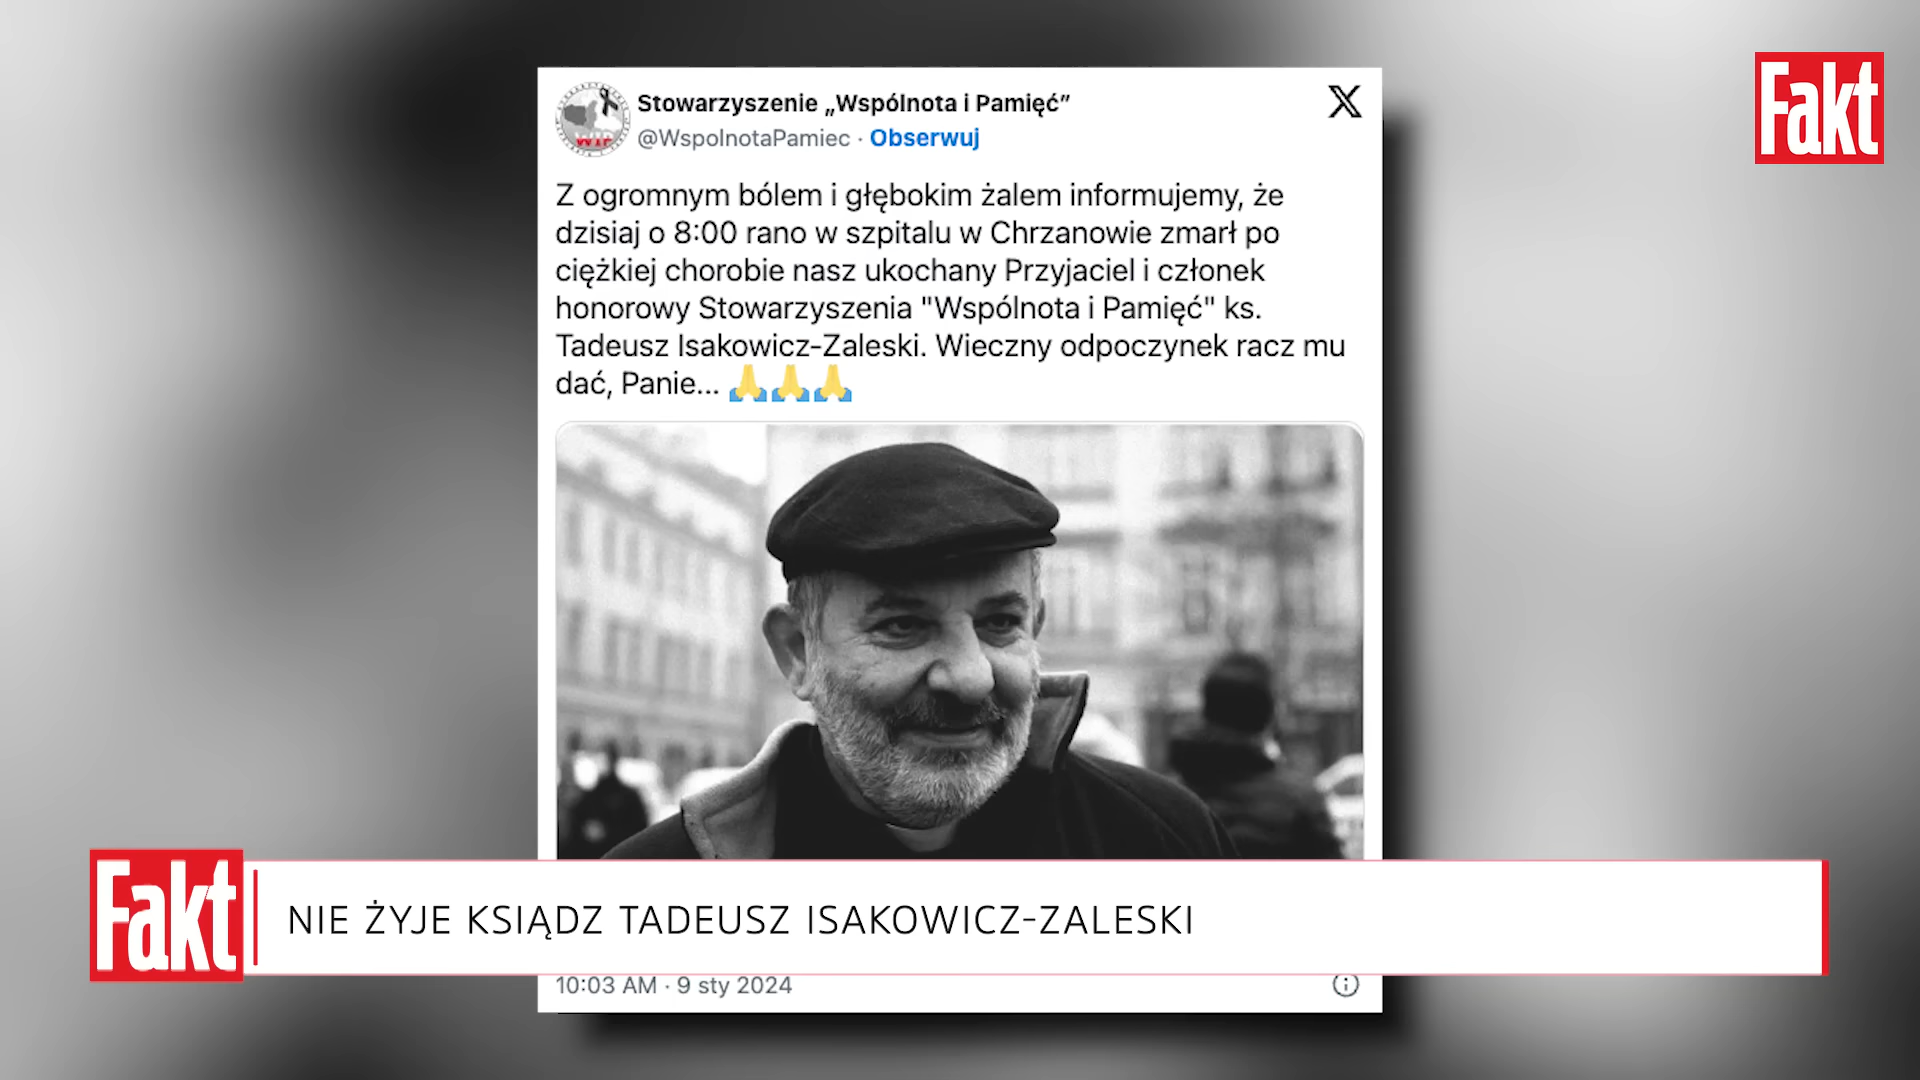 Fakt
Stowarzyszenie „Wspólnota i Pamięć”
@WspolnotaPamiec · Obserwuj
Z ogromnym bólem i głębokim żalem informujemy, że
dzisiaj o 8:00 rano w szpitalu w Chrzanowie zmarł po
ciężkiej chorobie nasz ukochany Przyjaciel i członek
honorowy Stowarzyszenia "Wspólnota i Pamięć" ks.
Tadeusz Isakowicz-Zaleski. Wieczny odpoczynek racz mu
dać, Panie... 🙏🙏🙏
Fakt
NIE ŻYJE KSIĄDZ TADEUSZ ISAKOWICZ-ZALESKI
10:03 AM · 9 sty 2024